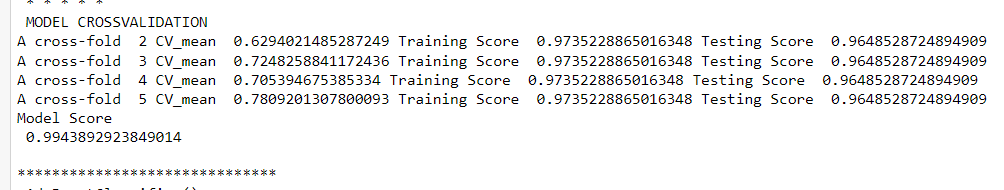 * * * * *
MODEL CROSSVALIDATION
A cross-fold  2 CV_mean  0.6294021485287249 Training Score  0.9735228865016348 Testing Score  0.9648528724894909
A cross-fold  3 CV_mean  0.7248258841172436 Training Score  0.9735228865016348 Testing Score  0.9648528724894909
A cross-fold  4 CV_mean  0.705394675385334 Training Score  0.9735228865016348 Testing Score  0.9648528724894909
A cross-fold  5 CV_mean  0.7809201307800093 Training Score  0.9735228865016348 Testing Score  0.9648528724894909
Model Score
0.9943892923849014
*****************************